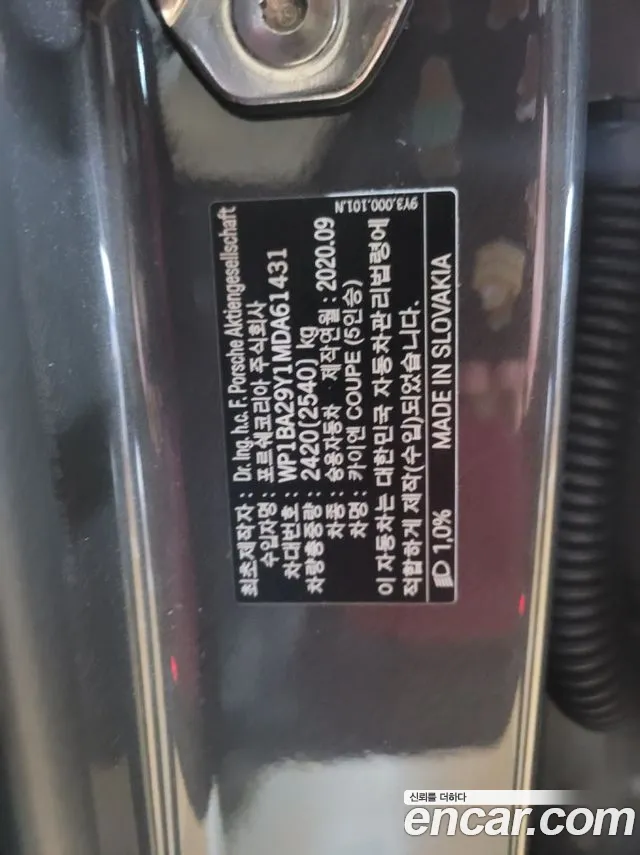 최초제작자 : Dr. Ing. h.c. F. Porsche Aktiengesellschaft
수입자명 : 포르쉐코리아 주식회사
차대번호 : WP1BA29Y1MDA61431
차량총중량 : 2420(2540) kg
차종 : 승용자동차 제작연월 : 2020.09
차명 : 카이엔 COUPE (5인승)
이 자동차는 대한민국 자동차관리법령에
적합하게 제작(수입)되었습니다.
1,0% MADE IN SLOVAKIA
9Y3.000.101.N
신뢰를 더하다
encar.com